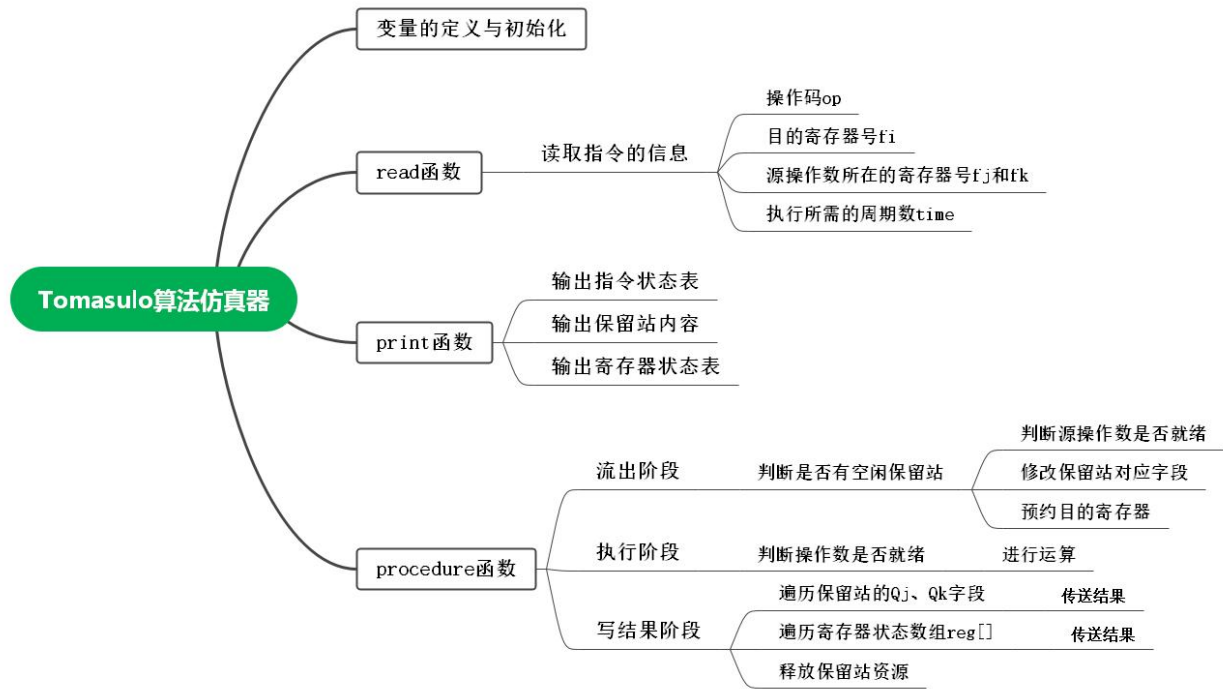 Tomasulo算法仿真器
变量的定义与初始化
read函数
读取指令的信息
操作码op
目的寄存器号fi
源操作数所在的寄存器号fj和fk
执行所需的周期数time
print函数
输出指令状态表
输出保留站内容
输出寄存器状态表
procedure函数
流出阶段
判断是否有空闲保留站
判断源操作数是否就绪
修改保留站对应字段
预约目的寄存器
执行阶段
判断操作数是否就绪
进行运算
写结果阶段
遍历保留站的Qj、Qk字段
传送结果
遍历寄存器状态数组reg[]
传送结果
释放保留站资源